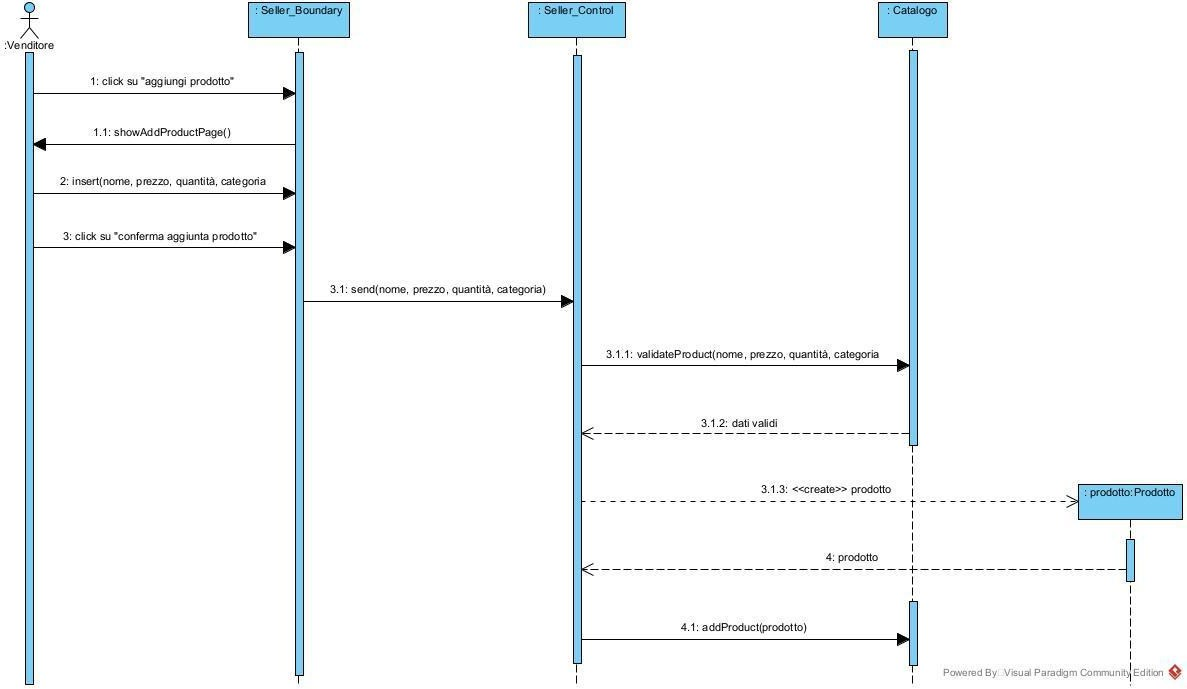 :Venditore
: Seller_Boundary
: Seller_Control
: Catalogo
1: click su "aggiungi prodotto"
1.1: showAddProductPage()
2: insert(nome, prezzo, quantità, categoria
3: click su "conferma aggiunta prodotto"
3.1: send(nome, prezzo, quantità, categoria)
3.1.1: validateProduct(nome, prezzo, quantità, categoria
3.1.2: dati validi
3.1.3: <<create>> prodotto
: prodotto:Prodotto
4: prodotto
4.1: addProduct(prodotto)
Powered By: Visual Paradigm Community Edition